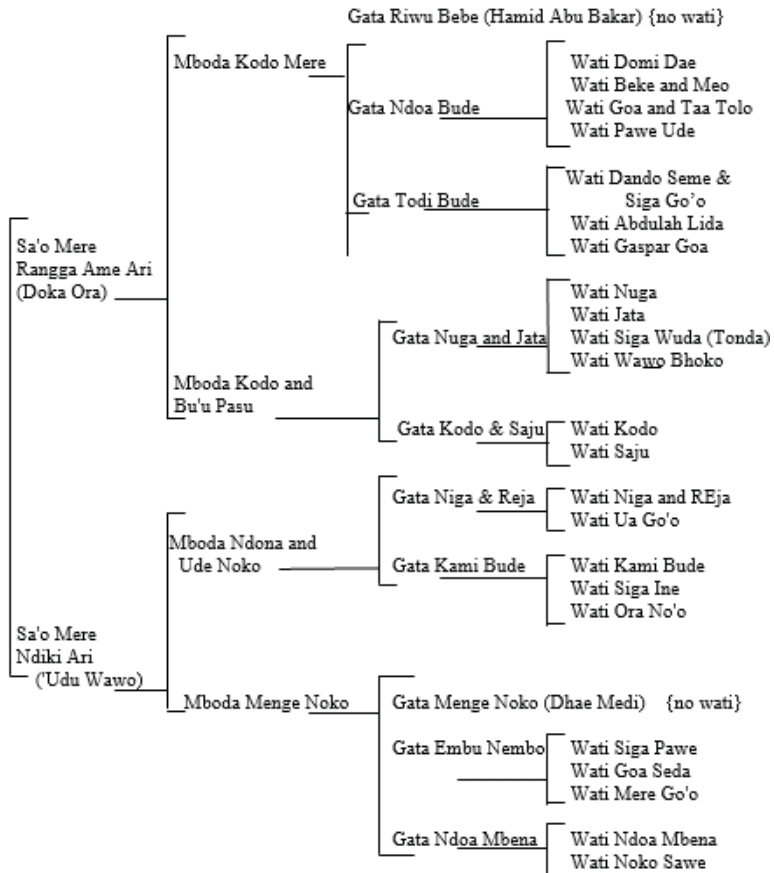 Gata Riwu Bebe (Hamid Abu Bakar) {no wati}
Mboda Kodo Mere
Wati Domi Dae
Wati Beke and Meo
Gata Ndoa Bude
Wati Goa and Taa Tolo
Wati Pawe Ude
Gata Todi Bude
Wati Dando Seme &
Siga Go’o
Wati Abdulah Lida
Wati Gaspar Goa
Sa'o Mere
Rangga Ame Ari
(Doka Ora)
Wati Nuga
Wati Jata
Gata Nuga and Jata
Wati Siga Wuda (Tonda)
Wati Wawo Bhoko
Mboda Kodo and
Bu'u Pasu
Gata Kodo & Saju
Wati Kodo
Wati Saju
Gata Niga & Reja
Wati Niga and REja
Wati Ua Go'o
Mboda Ndona and
Ude Noko
Gata Kami Bude
Wati Kami Bude
Wati Siga Ine
Wati Ora No'o
Sa'o Mere
Ndiki Ari
('Udu Wawo)
Mboda Menge Noko
Gata Menge Noko (Dhae Medi) {no wati}
Gata Embu Nembo
Wati Siga Pawe
Wati Goa Seda
Wati Mere Go'o
Gata Ndoa Mbena
Wati Ndoa Mbena
Wati Noko Sawe